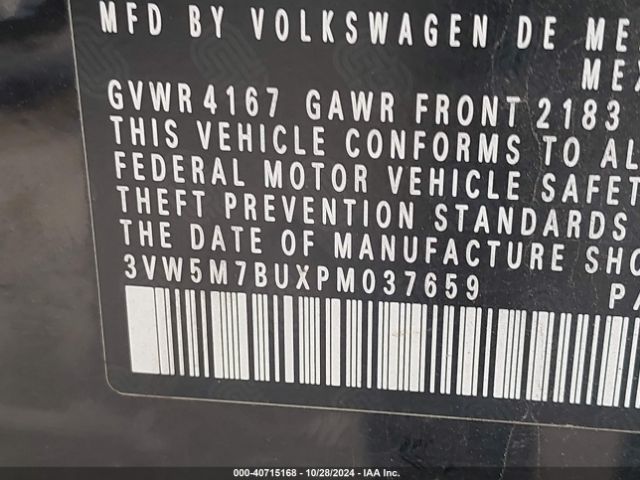 MFD BY VOLKSWAGEN DE ME
GVWR 4167 GAWR FRONT 2183
THIS VEHICLE CONFORMS TO AL
FEDERAL MOTOR VEHICLE SAFET
THEFT PREVENTION STANDARDS
THE DATE OF MANUFACTURE SHO
3VW5M7BUXPM037659
000-40715168 - 10/28/2024 - IAA Inc.